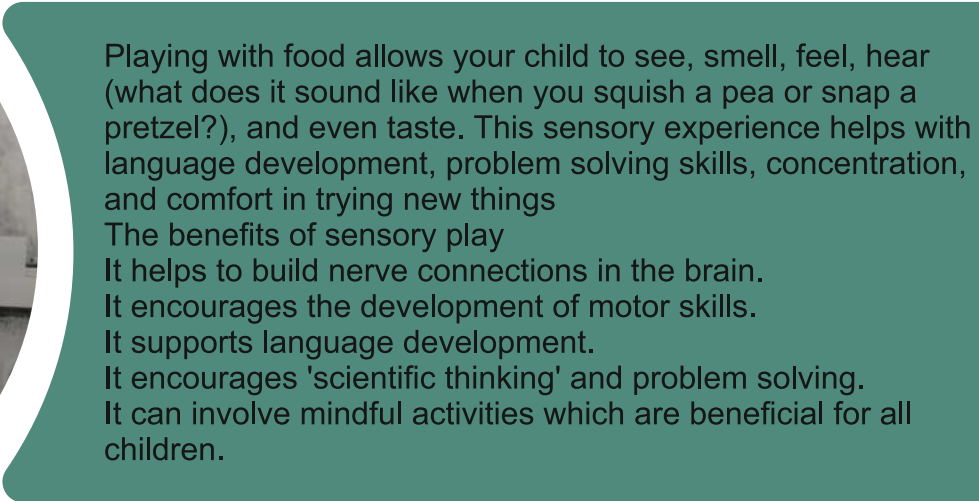 Playing with food allows your child to see, smell, feel, hear
(what does it sound like when you squish a pea or snap a
pretzel?), and even taste. This sensory experience helps with
language development, problem solving skills, concentration,
and comfort in trying new things
The benefits of sensory play
It helps to build nerve connections in the brain.
It encourages the development of motor skills.
It supports language development.
It encourages 'scientific thinking' and problem solving.
It can involve mindful activities which are beneficial for all
children.